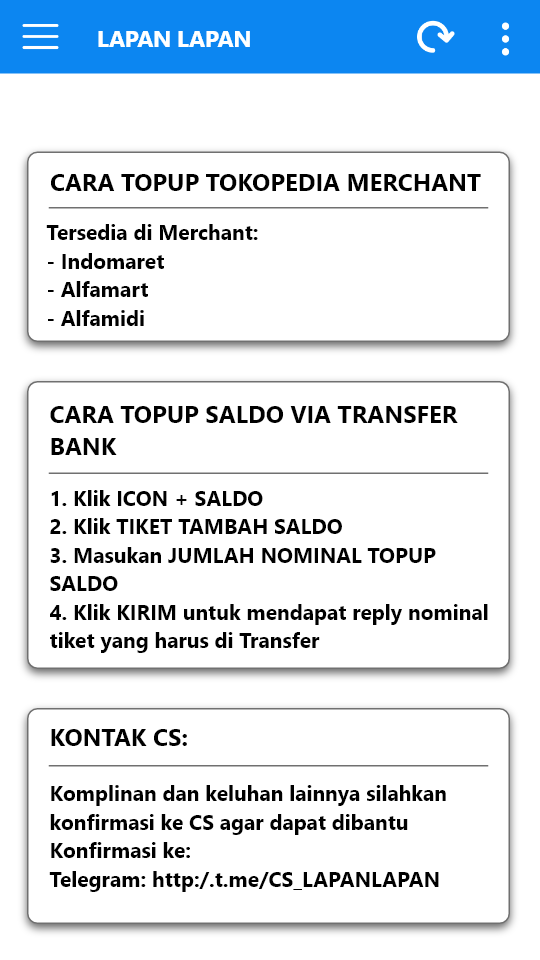 LAPAN LAPAN
CARA TOPUP TOKOPEDIA MERCHANT
Tersedia di Merchant:
- Indomaret
- Alfamart
- Alfamidi
CARA TOPUP SALDO VIA TRANSFER
BANK
1. Klik ICON + SALDO
2. Klik TIKET TAMBAH SALDO
3. Masukan JUMLAH NOMINAL TOPUP
SALDO
4. Klik KIRIM untuk mendapat reply nominal
tiket yang harus di Transfer
KONTAK CS:
Komplinan dan keluhan lainnya silahkan
konfirmasi ke CS agar dapat dibantu
Konfirmasi ke:
Telegram: http:/.t.me/CS_LAPANLAPAN